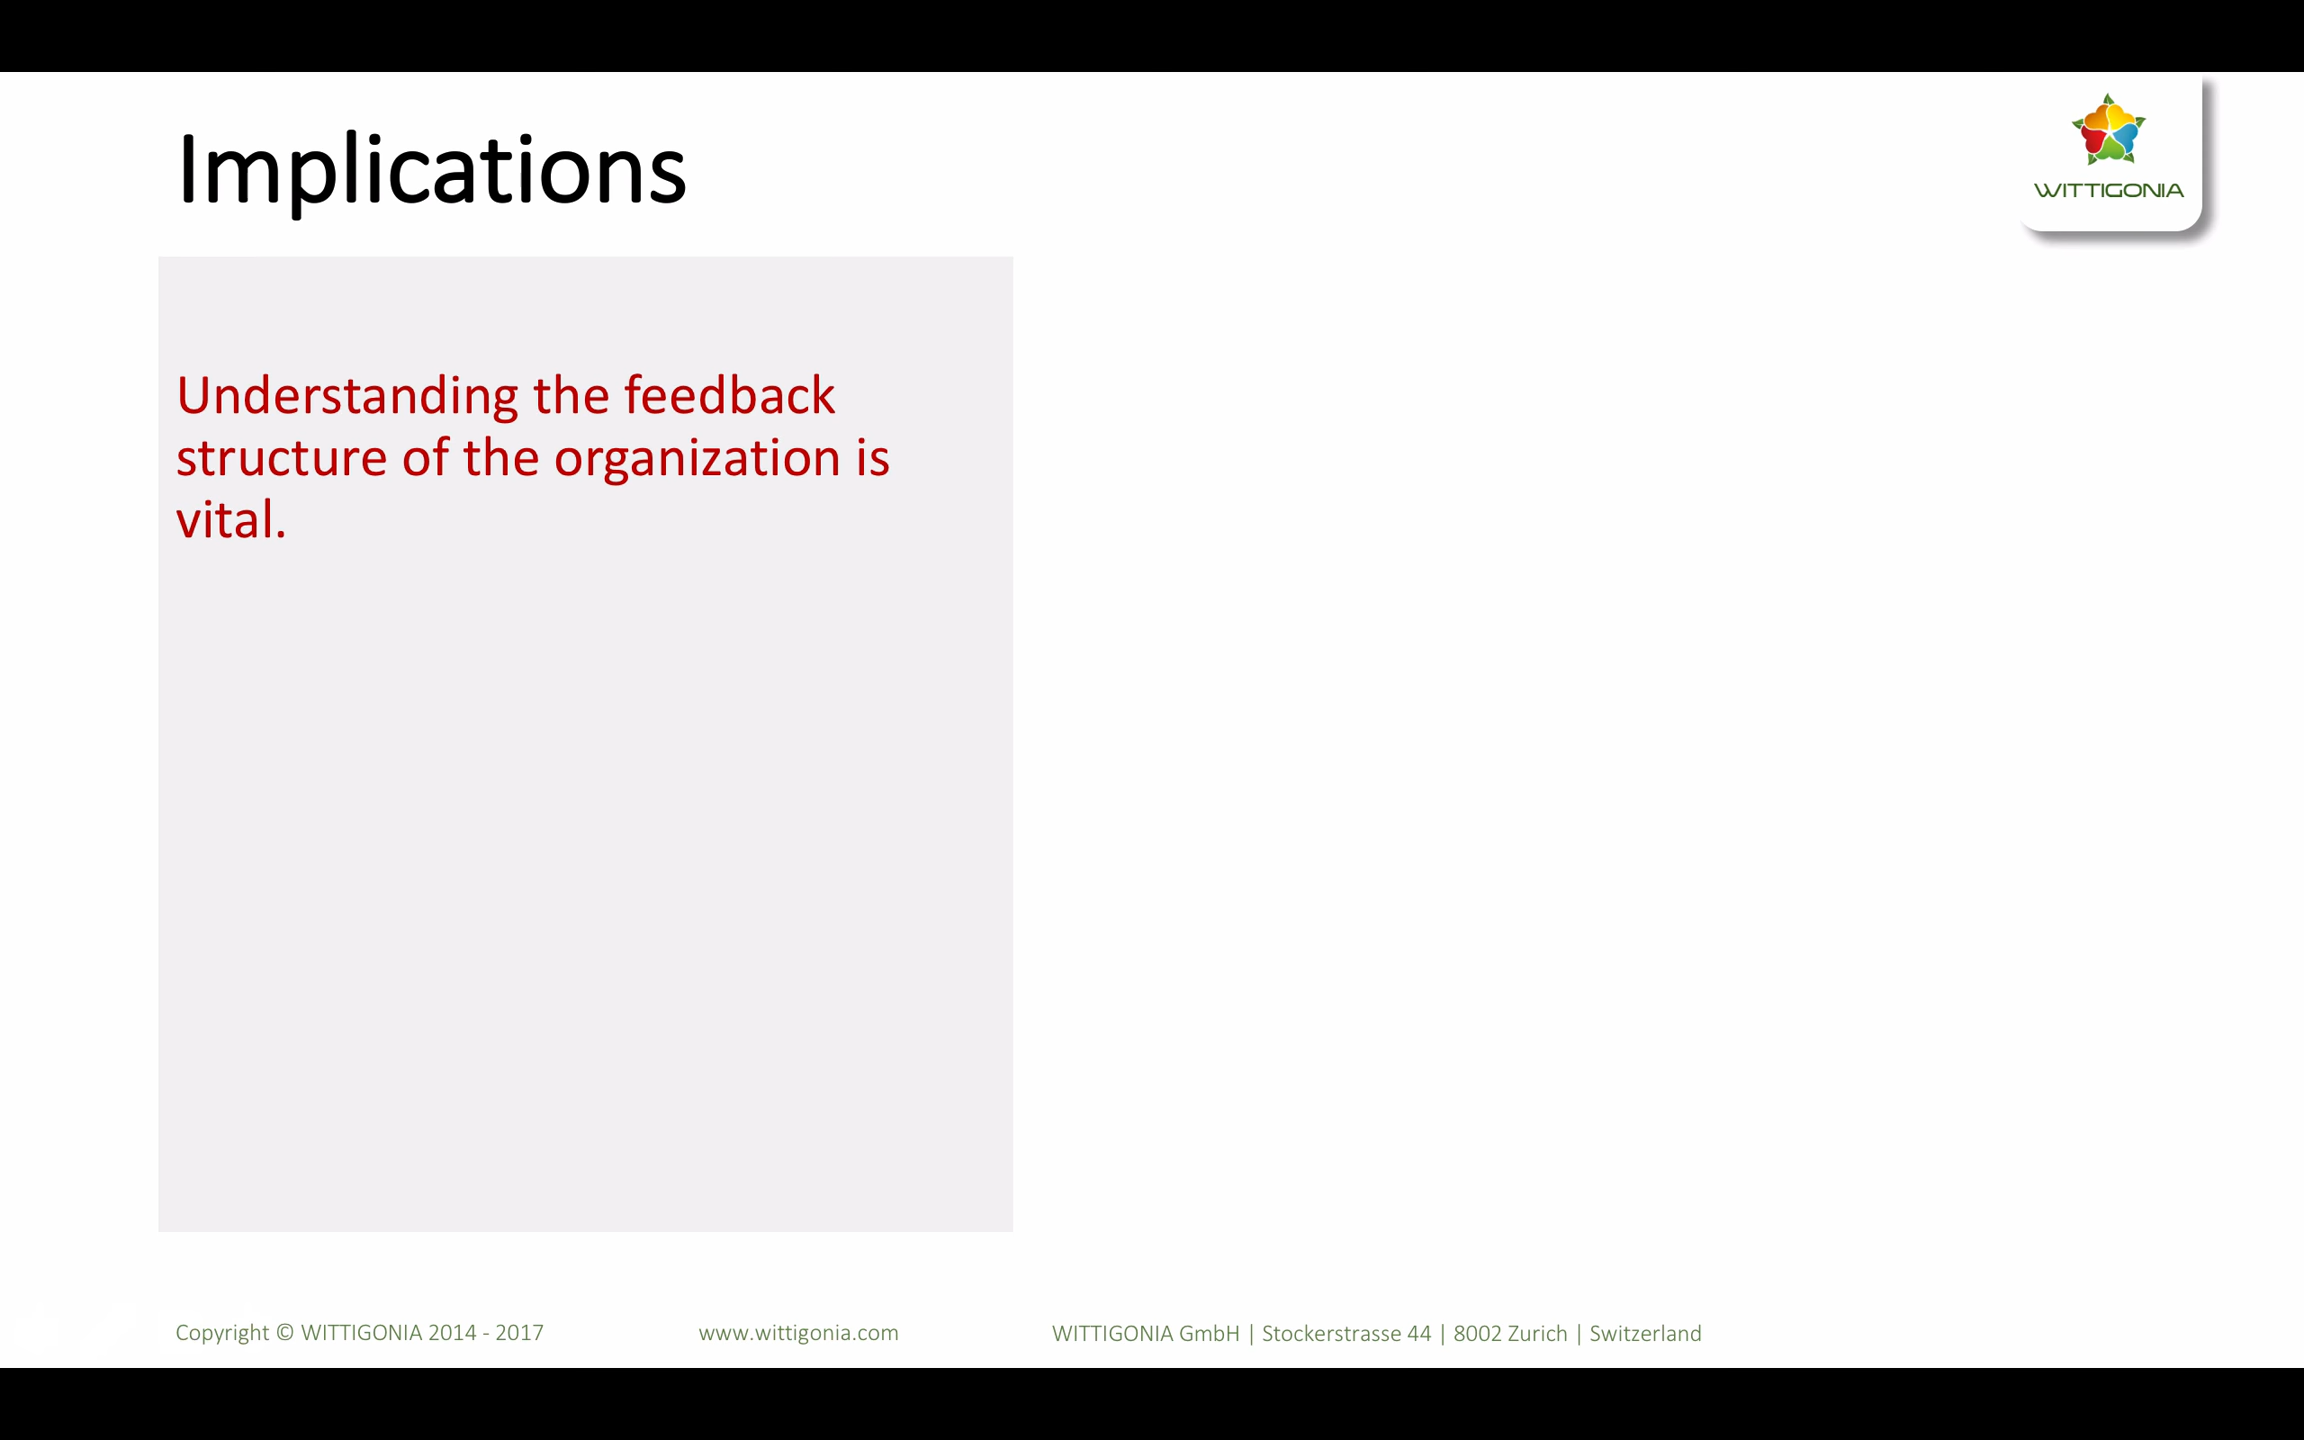 Implications
WITTIGONIA
Understanding the feedback
structure of the organization is
vital.
Copyright © WITTIGONIA 2014 - 2017
www.wittigonia.com
WITTIGONIA GmbH | Stockerstrasse 44 | 8002 Zurich | Switzerland